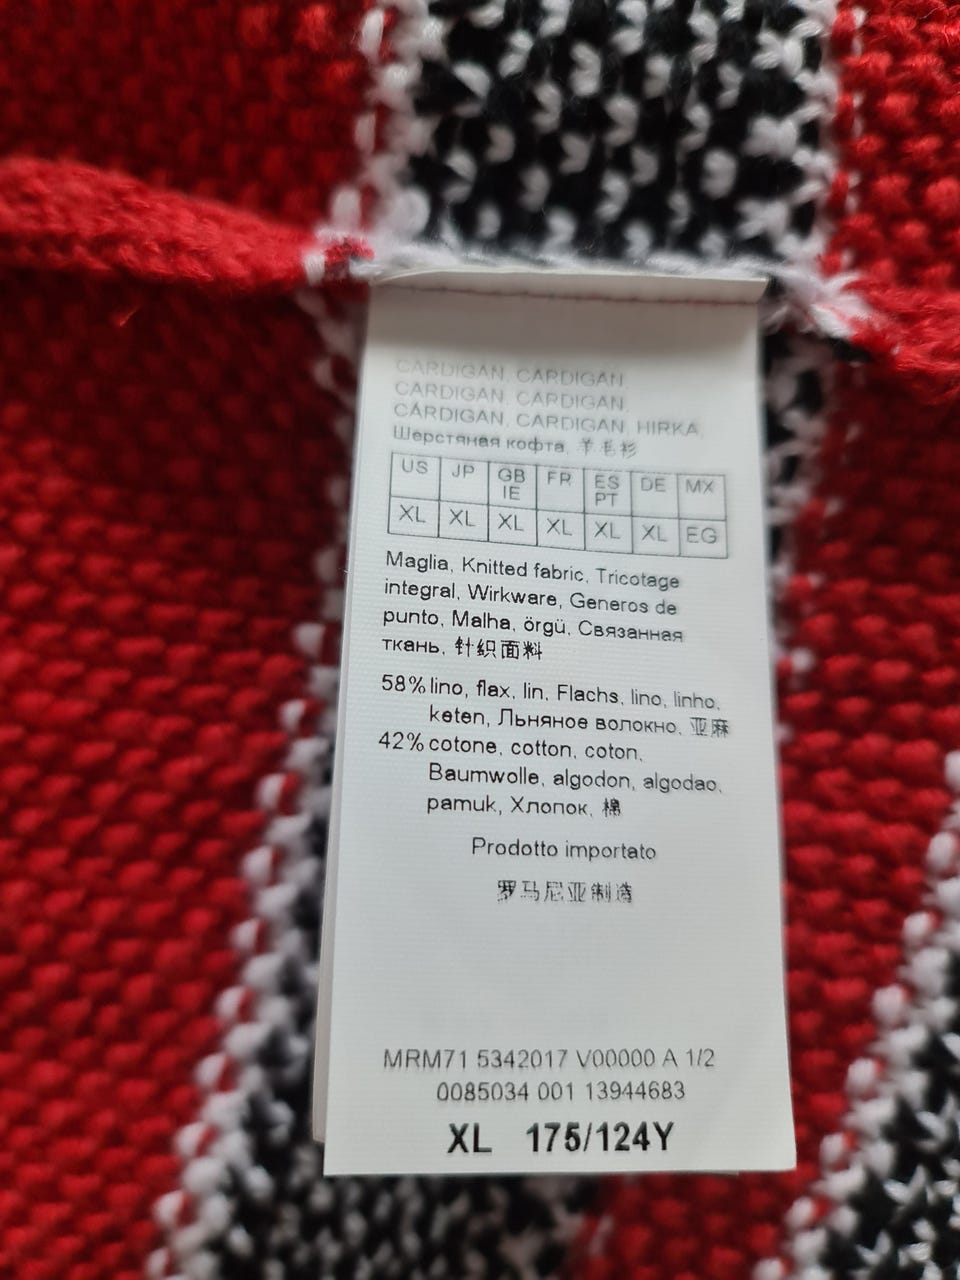 CARDIGAN, CARDIGAN,
CARDIGAN, CARDIGAN,
CÁRDIGAN, CARDIGAN, HIRKA,
Шерстяная кофта, 羊毛衫
US JP GB IE FR ES PT DE MX
XL XL XL XL XL XL EG
Maglia, Knitted fabric, Tricotage
integral, Wirkware, Generos de
punto, Malha, örgü, Связанная
ткань, 针织面料
58% lino, flax, lin, Flachs, lino, linho,
keten, Льняное волокно, 亚麻
42% cotone, cotton, coton,
Baumwolle, algodon, algodao,
pamuk, Хлопок, 棉
Prodotto importato
罗马尼亚制造
MRM71 5342017 V00000 A 1/2
0085034 001 13944683
XL 175/124Y